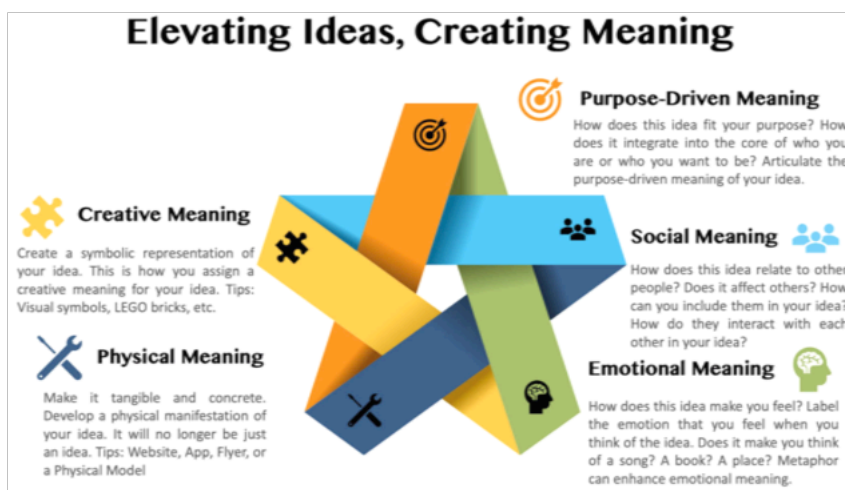 Elevating Ideas, Creating Meaning
Purpose-Driven Meaning
How does this idea fit your purpose? How
does it integrate into the core of who you
are or who you want to be? Articulate the
purpose-driven meaning of your idea.
Creative Meaning
Create a symbolic representation of
your idea. This is how you assign a
creative meaning for your idea. Tips:
Visual symbols, LEGO bricks, etc.
Social Meaning
How does this idea relate to other
people? Does it affect others? How
can you include them in your idea?
How do they interact with each
other in your idea?
Physical Meaning
Make it tangible and concrete.
Develop a physical manifestation of
your idea. It will no longer be just
an idea. Tips: Website, App, Flyer, or
a Physical Model
Emotional Meaning
How does this idea make you feel? Label
the emotion that you feel when you
think of the idea. Does it make you think
of a song? A book? A place? Metaphor
can enhance emotional meaning.